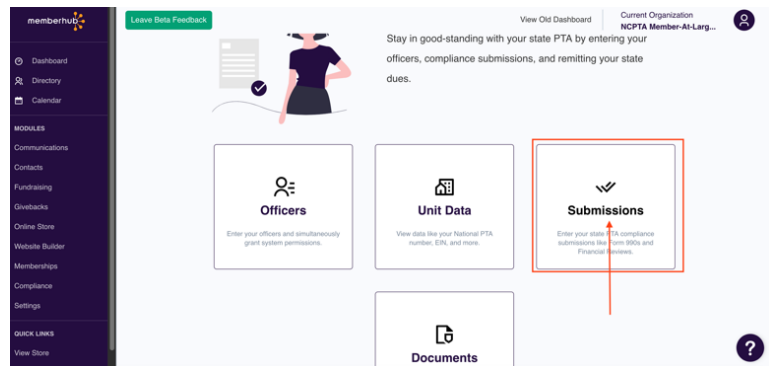 memberhub
Leave Beta Feedback
View Old Dashboard
Current Organization
NCPTA Member-At-Larg...
Dashboard
Directory
Calendar
MODULES
Communications
Contacts
Fundraising
Givebacks
Online Store
Website Builder
Memberships
Compliance
Settings
QUICK LINKS
View Store
Stay in good-standing with your state PTA by entering your
officers, compliance submissions, and remitting your state
dues.
Officers
Enter your officers and simultaneously
grant system permissions.
Unit Data
View data like your National PTA
number, EIN, and more.
Submissions
Enter your state PTA compliance
submissions like Form 990s and
Financial Reviews.
Documents
?